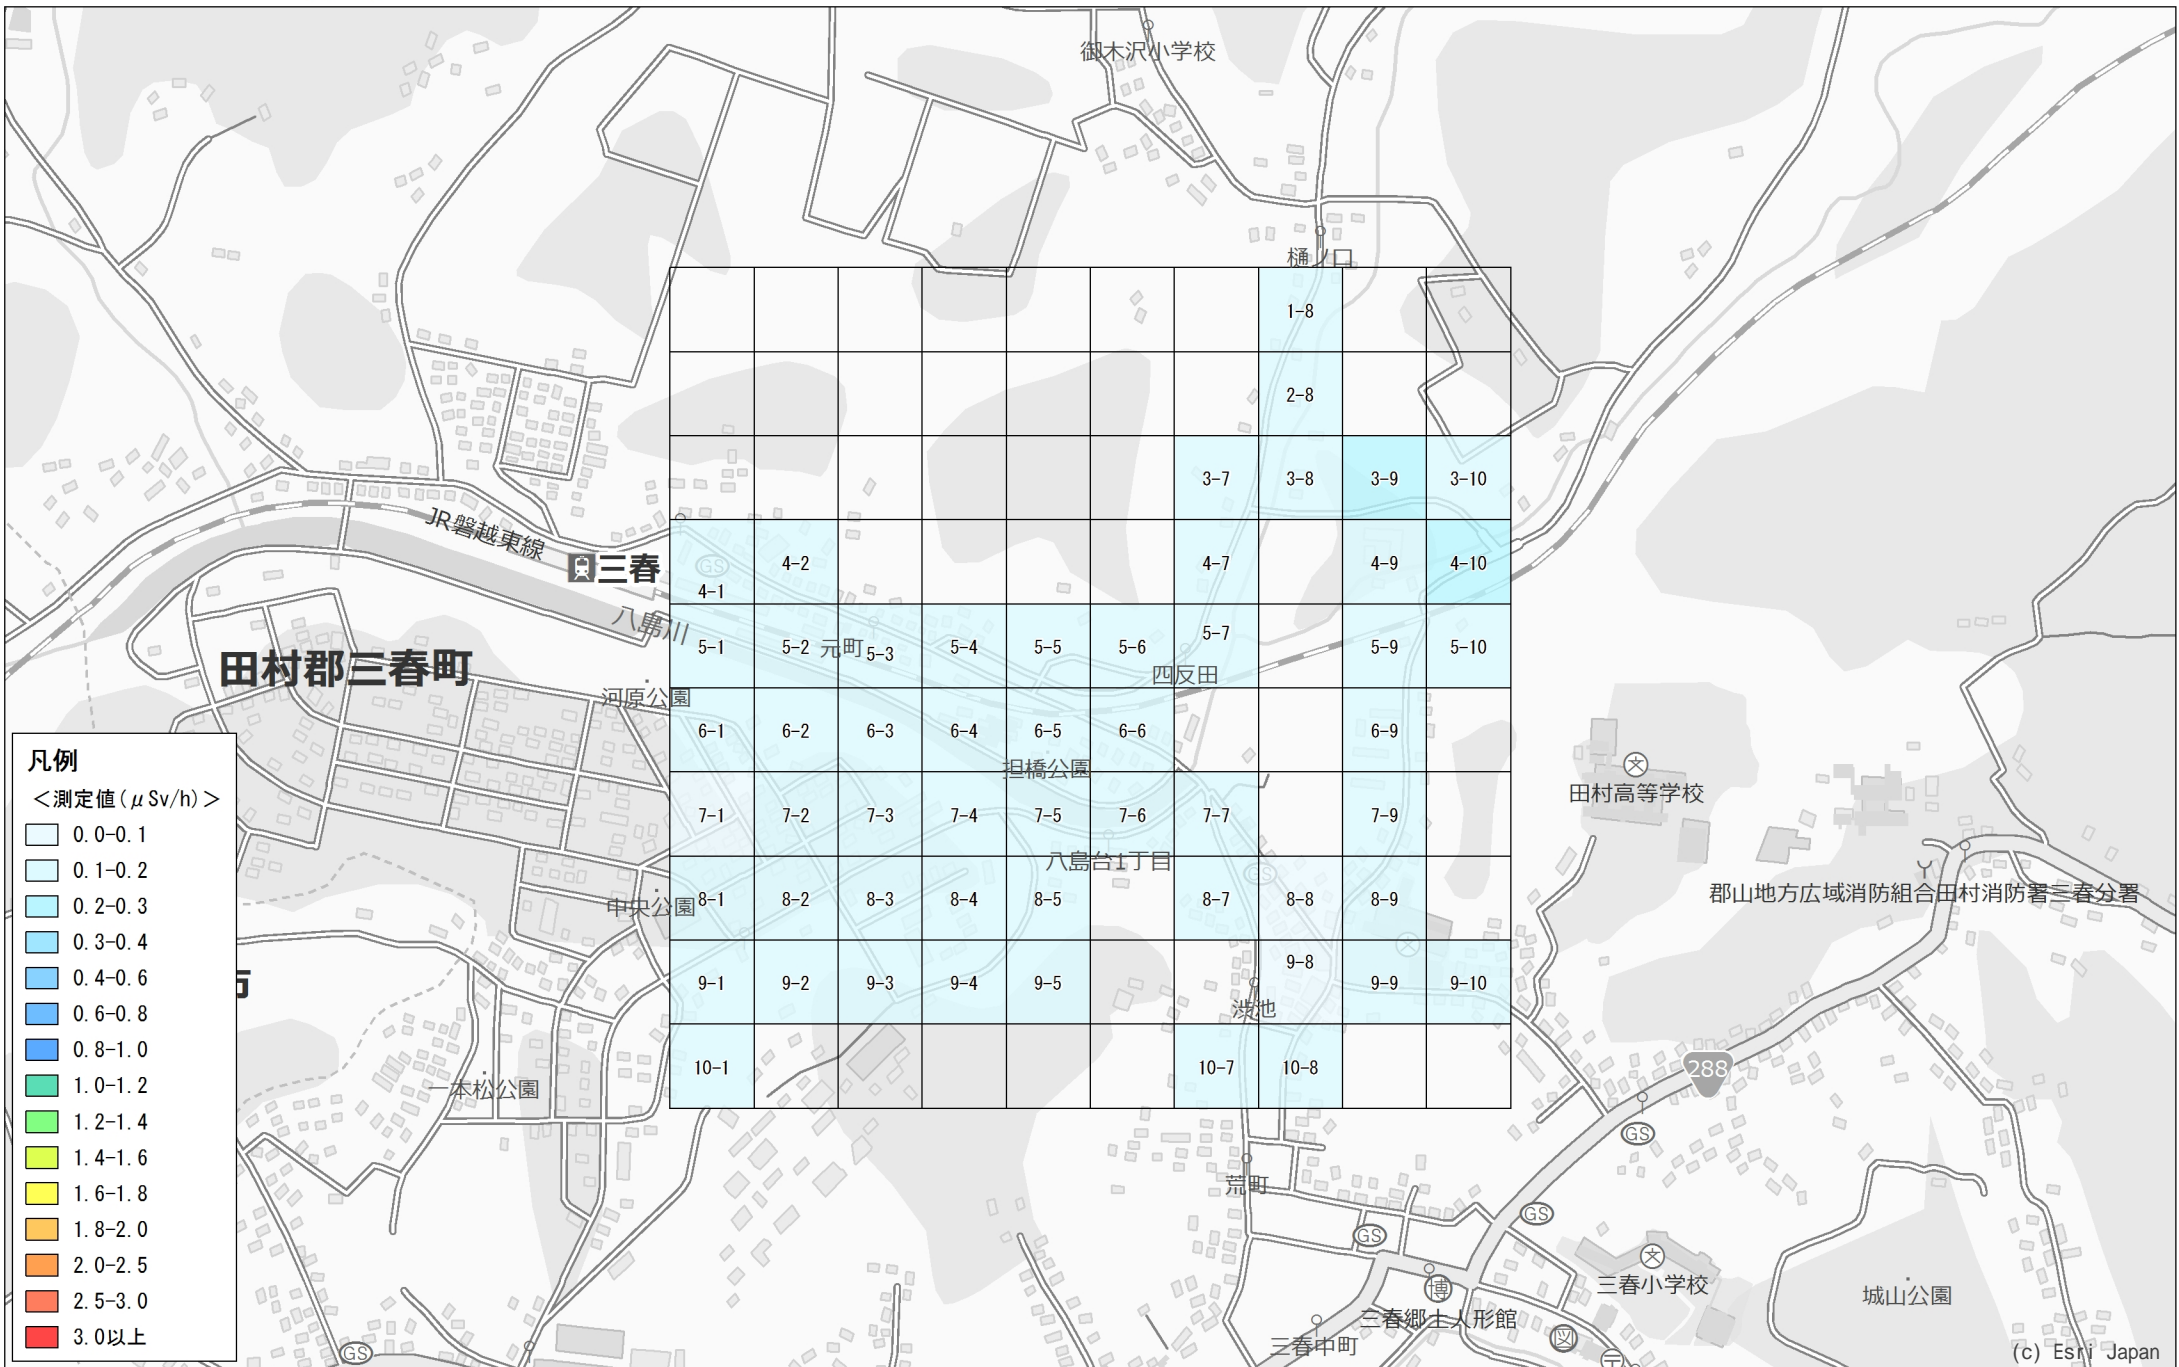 御木沢小学校
樋ノ口
1-8
2-8
3-7 3-8 3-9 3-10
JR磐越東線
三春
GS
4-1 4-2 4-7 4-9 4-10
八島川
5-1 5-2 元町 5-3 5-4 5-5 5-6 5-7 5-9 5-10
四反田
田村郡三春町
河原公園
6-1 6-2 6-3 6-4 6-5 6-6 6-9
担橋公園
文
田村高等学校
7-1 7-2 7-3 7-4 7-5 7-6 7-7 7-9
八島台1丁目
GS
郡山地方広域消防組合田村消防署三春分署
中央公園
8-1 8-2 8-3 8-4 8-5 8-7 8-8 8-9
文
市
9-1 9-2 9-3 9-4 9-5 9-8 9-9 9-10
渋池
10-1 10-7 10-8
288
一本松公園
GS
荒町
GS
GS
文
三春小学校
博
三春郷土人形館
図
城山公園
三春中町
GS
凡例
＜測定値(μSv/h)＞
0.0-0.1
0.1-0.2
0.2-0.3
0.3-0.4
0.4-0.6
0.6-0.8
0.8-1.0
1.0-1.2
1.2-1.4
1.4-1.6
1.6-1.8
1.8-2.0
2.0-2.5
2.5-3.0
3.0以上
(c) Esri Japan